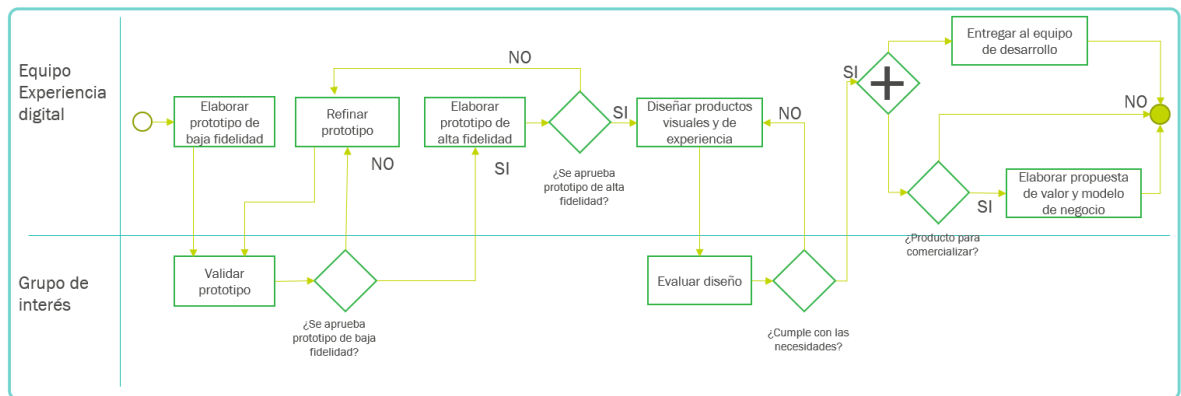 Equipo
Experiencia
digital
Elaborar
prototipo de
baja fidelidad
Refinar
prototipo
NO
Elaborar
prototipo de
alta fidelidad
SI
NO
¿Se aprueba
prototipo de alta
fidelidad?
SI
Diseñar productos
visuales y de
experiencia
NO
SI
Entregar al equipo
de desarrollo
NO
¿Producto para
comercializar?
SI
Elaborar propuesta
de valor y modelo
de negocio
Grupo de
interés
Validar
prototipo
¿Se aprueba
prototipo de baja
fidelidad?
Evaluar diseño
¿Cumple con las
necesidades?